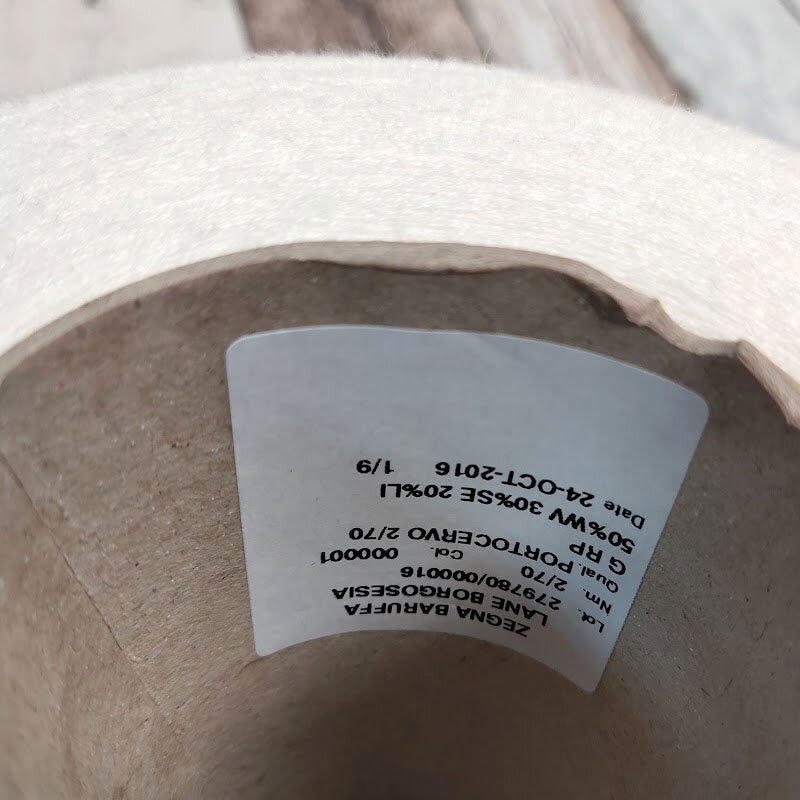 ZEGNA BARUFFA
LANE BORGOSESIA
Lot. 279780/000016
Nm. 2/70 Col. 000001
Qual. PORTOCERVO 2/70
G RP
50%WV 30%SE 20%LI
Date 24-OCT-2016 1/9